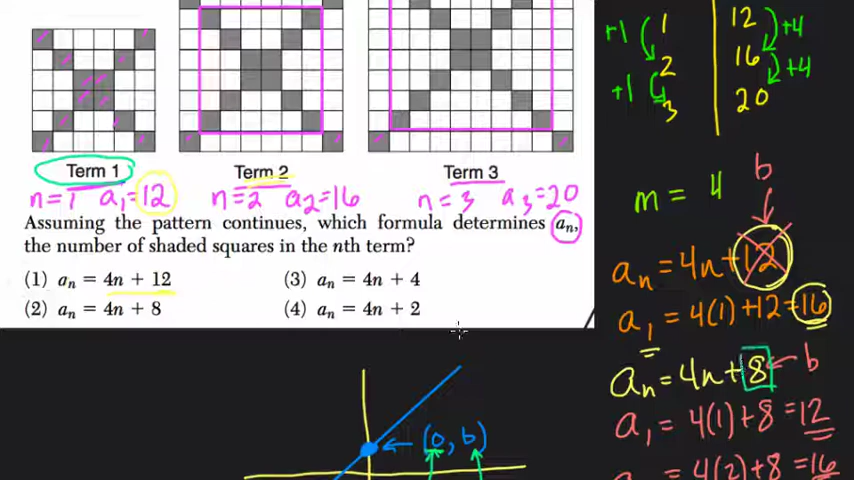 Term 1
Term 2
Term 3
n=1 a1=12
n=2 a2=16
n=3 a3=20
Assuming the pattern continues, which formula determines an,
the number of shaded squares in the nth term?
(1) an = 4n + 12
(3) an = 4n + 4
(2) an = 4n + 8
(4) an = 4n + 2
(0, b)
+1 1 12 +4
2 16 +4
+1 3 20
m = 4
b
an = 4n+12
a1 = 4(1)+12=16
an = 4n+8 b
a1 = 4(1)+8=12
= 4(2)+8=16